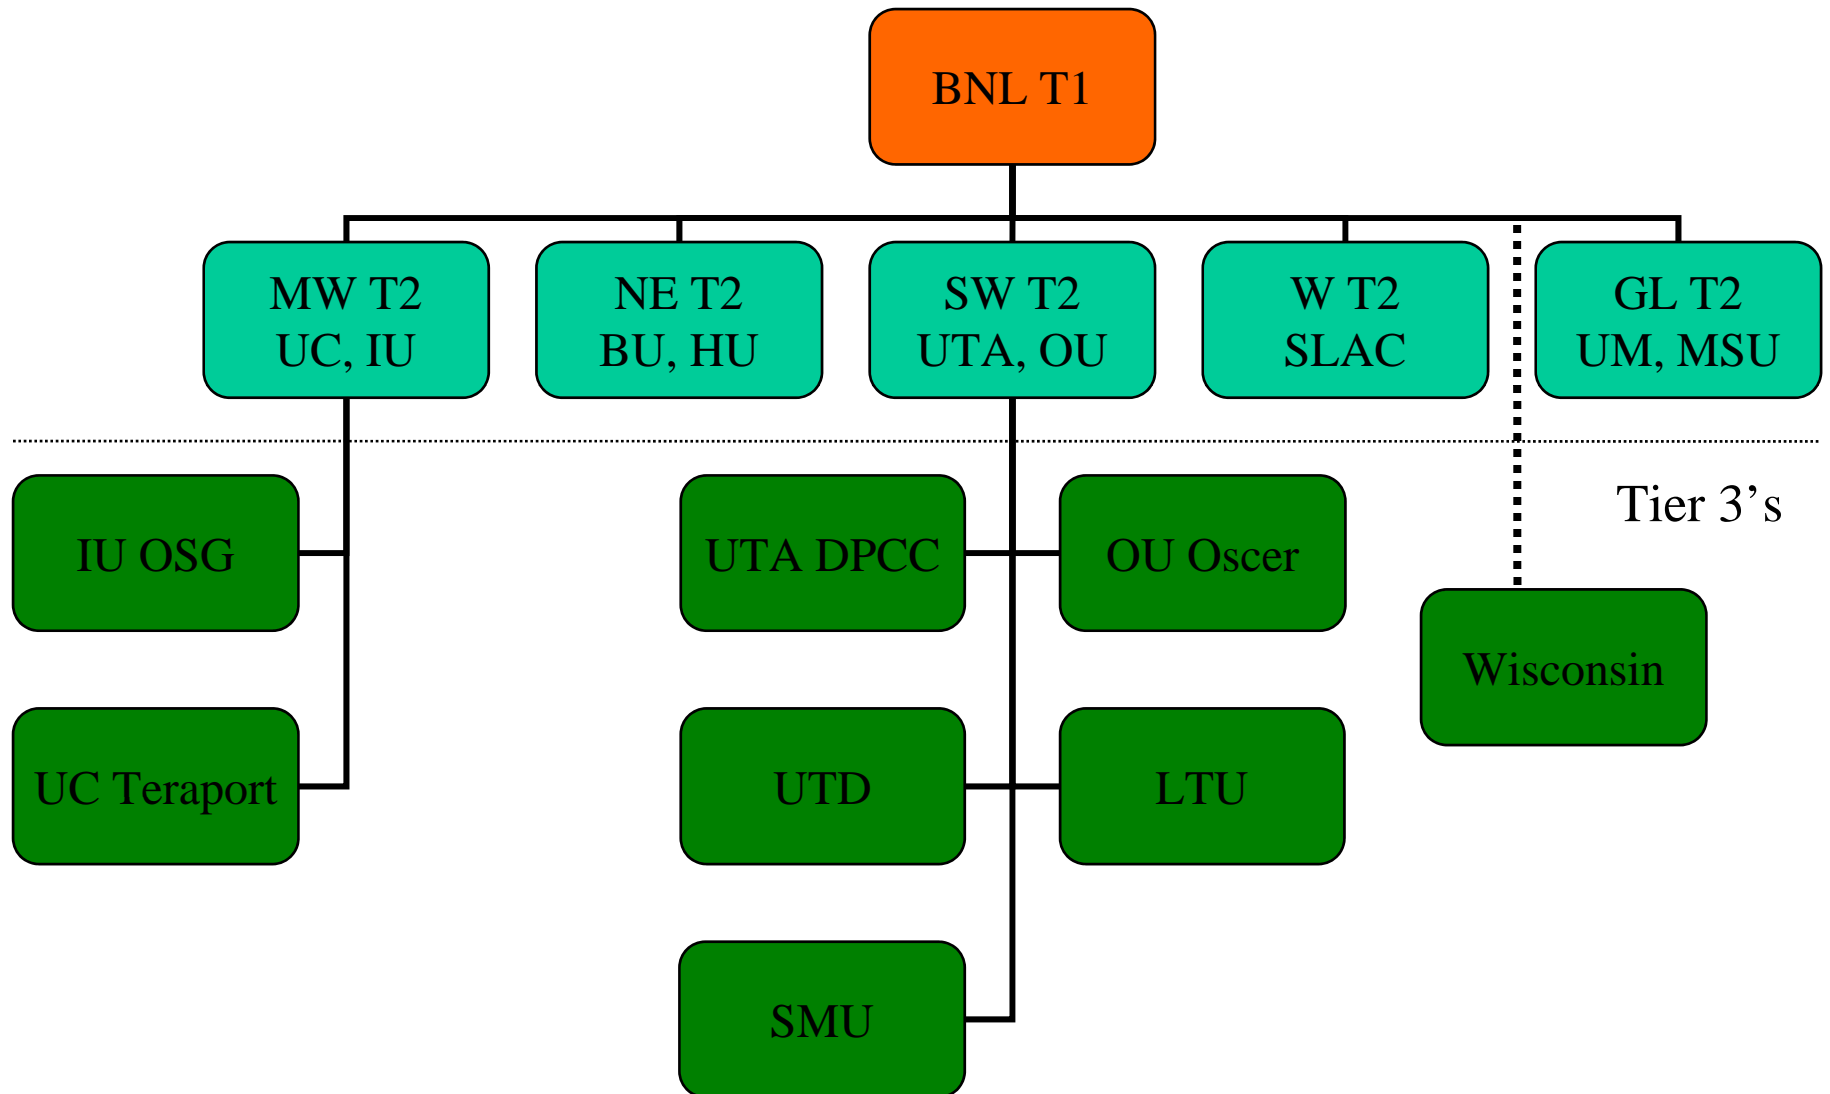 BNL T1
MW T2
UC, IU
NE T2
BU, HU
SW T2
UTA, OU
W T2
SLAC
GL T2
UM, MSU
Tier 3’s
IU OSG
UTA DPCC
OU Oscer
Wisconsin
UC Teraport
UTD
LTU
SMU